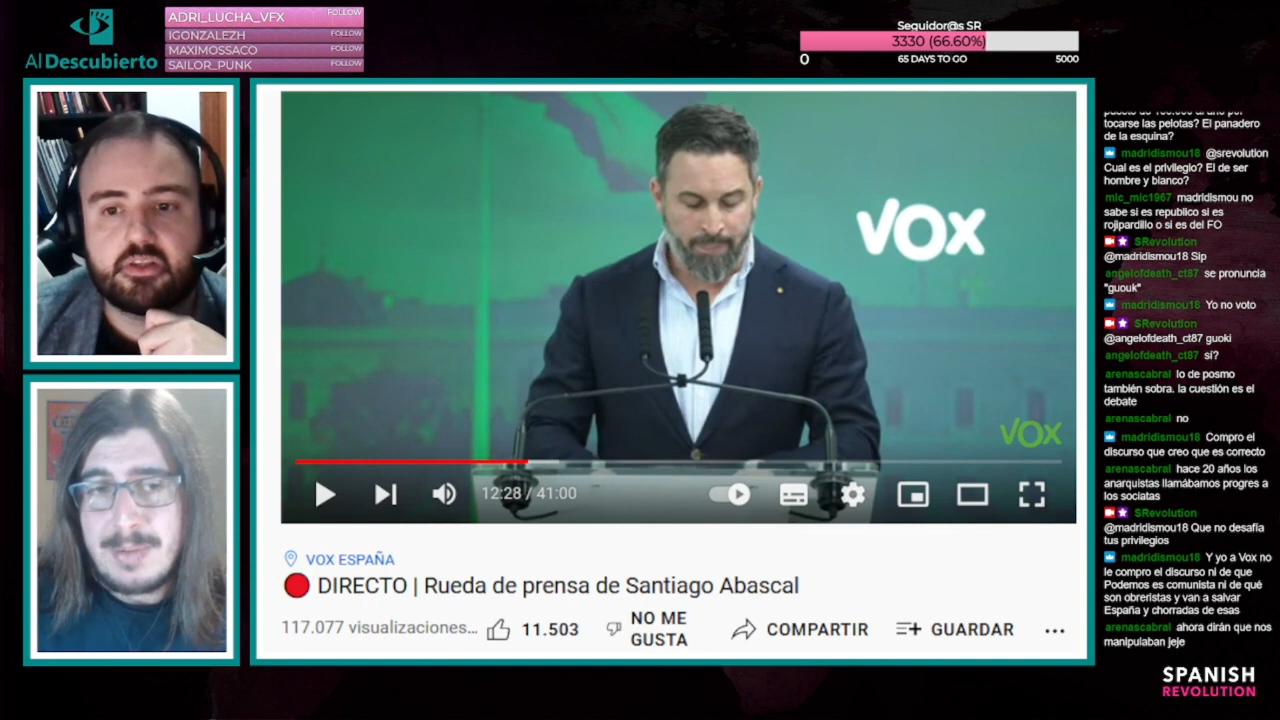 Al Descubierto
ADRI_LUCHA_VFX FOLLOW
IGONZALEZH FOLLOW
MAXIMOSSACO FOLLOW
SAILOR_PUNK FOLLOW
Seguidor@s SR
3330 (66.60%)
0 65 DAYS TO GO 5000
VOX
VOX
12:28 / 41:00
VOX ESPAÑA
DIRECTO | Rueda de prensa de Santiago Abascal
117.077 visualizaciones... 11.503 NO ME GUSTA COMPARTIR GUARDAR ...
tocarse las pelotas? El panadero
de la esquina?
madridismou18 @srevolution
Cual es el privilegio? El de ser
hombre y blanco?
mic_mic1967 madridismou no
sabe si es republico si es
rojipardillo o si es del FO
SRevolution
@madridismou18 Sip
angelofdeath_ct87 se pronuncia
"guouk"
madridismou18 Yo no voto
SRevolution
@angelofdeath_ct87 guoki
angelofdeath_ct87 sí?
arenascabral lo de posmo
también sobra. la cuestión es el
debate
arenascabral no
madridismou18 Compro el
discurso que creo que es correcto
arenascabral hace 20 años los
anarquistas llamábamos progres a
los sociatas
SRevolution
@madridismou18 Que no desafía
tus privilegios
madridismou18 Y yo a Vox no
le compro el discurso ni de que
Podemos es comunista ni de qué
son obreristas y van a salvar
España y chorradas de esas
arenascabral ahora dirán que nos
manipulaban jeje
SPANISH
REVOLUTION